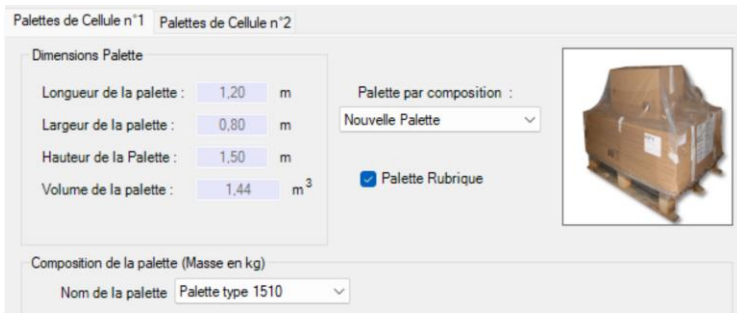 Palettes de Cellule n°1 Palettes de Cellule n°2
Dimensions Palette
Longueur de la palette : 1,20 m
Largeur de la palette : 0,80 m
Hauteur de la Palette : 1,50 m
Volume de la palette : 1,44 m3
Palette par composition :
Nouvelle Palette
Palette Rubrique
Composition de la palette (Masse en kg)
Nom de la palette Palette type 1510